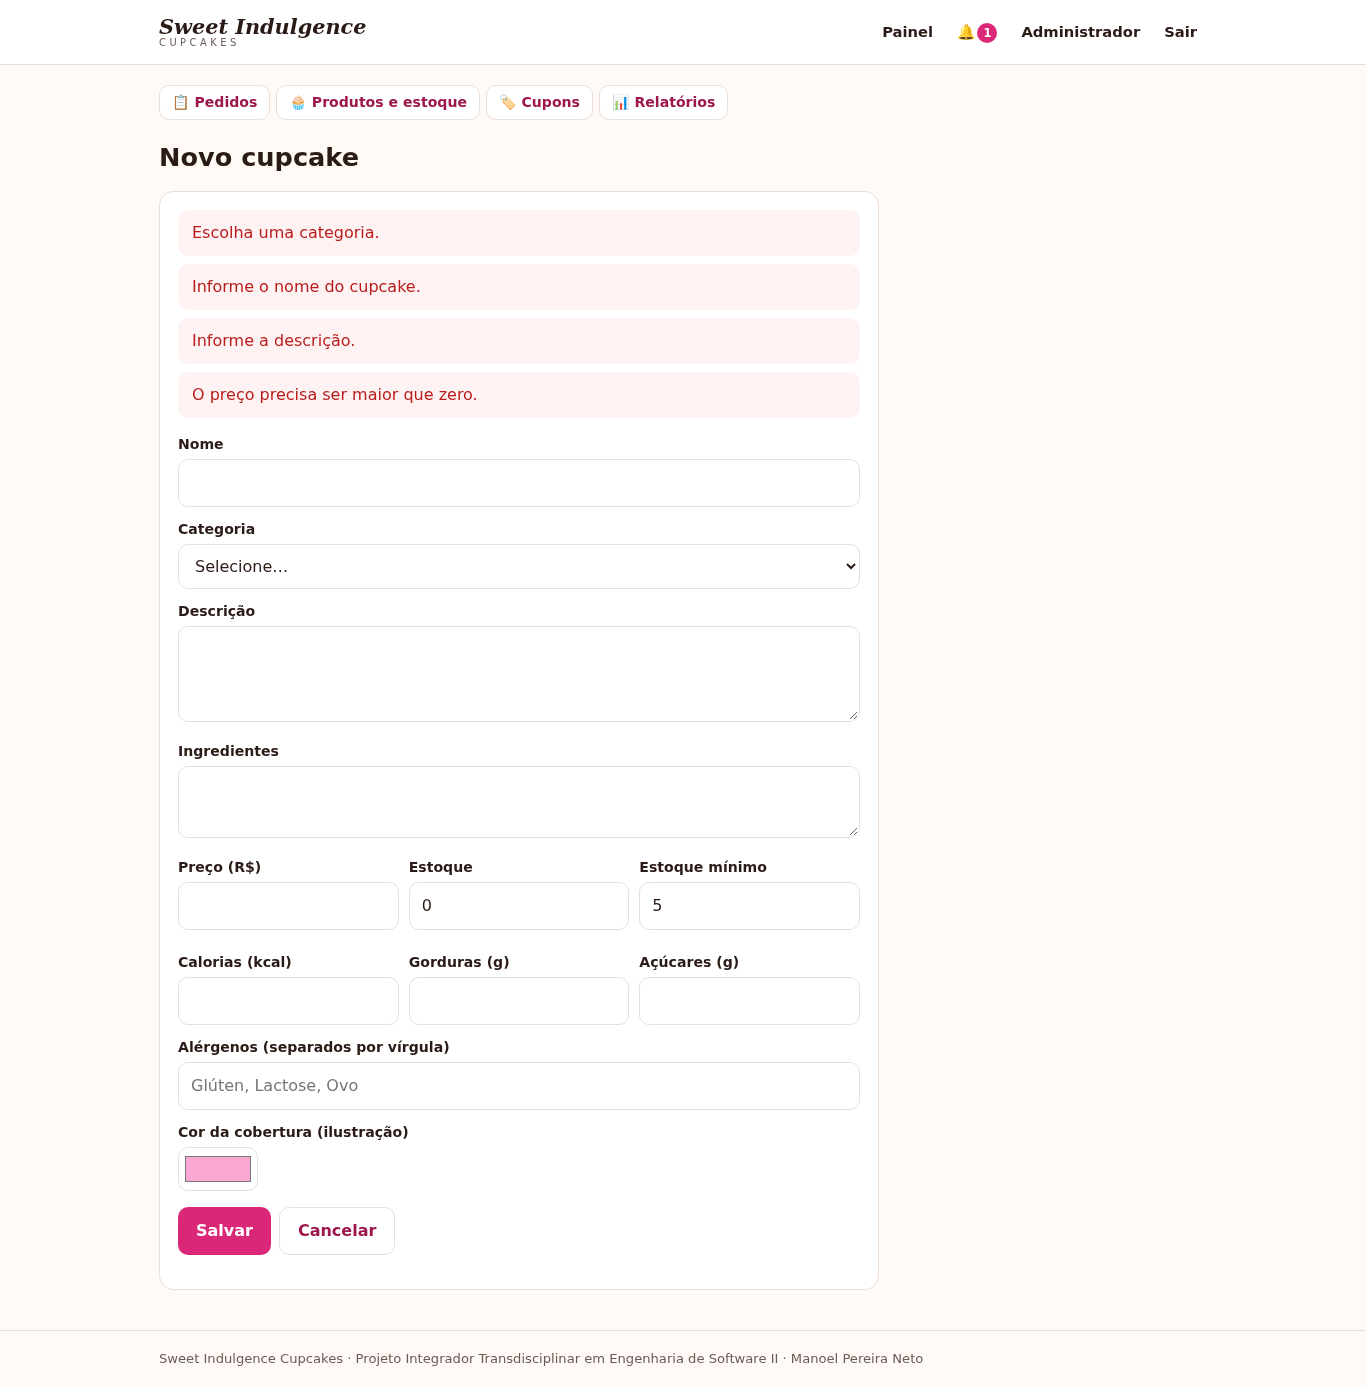 Sweet Indulgence
CUPCAKES
Painel 🔔 1 Administrador Sair
📋 Pedidos 🧁 Produtos e estoque 🏷️ Cupons 📊 Relatórios
Novo cupcake
Escolha uma categoria.
Informe o nome do cupcake.
Informe a descrição.
O preço precisa ser maior que zero.
Nome
Categoria
Selecione...
Descrição
Ingredientes
Preço (R$) Estoque Estoque mínimo
0 5
Calorias (kcal) Gorduras (g) Açúcares (g)
Alérgenos (separados por vírgula)
Glúten, Lactose, Ovo
Cor da cobertura (ilustração)
Salvar Cancelar
Sweet Indulgence Cupcakes · Projeto Integrador Transdisciplinar em Engenharia de Software II · Manoel Pereira Neto